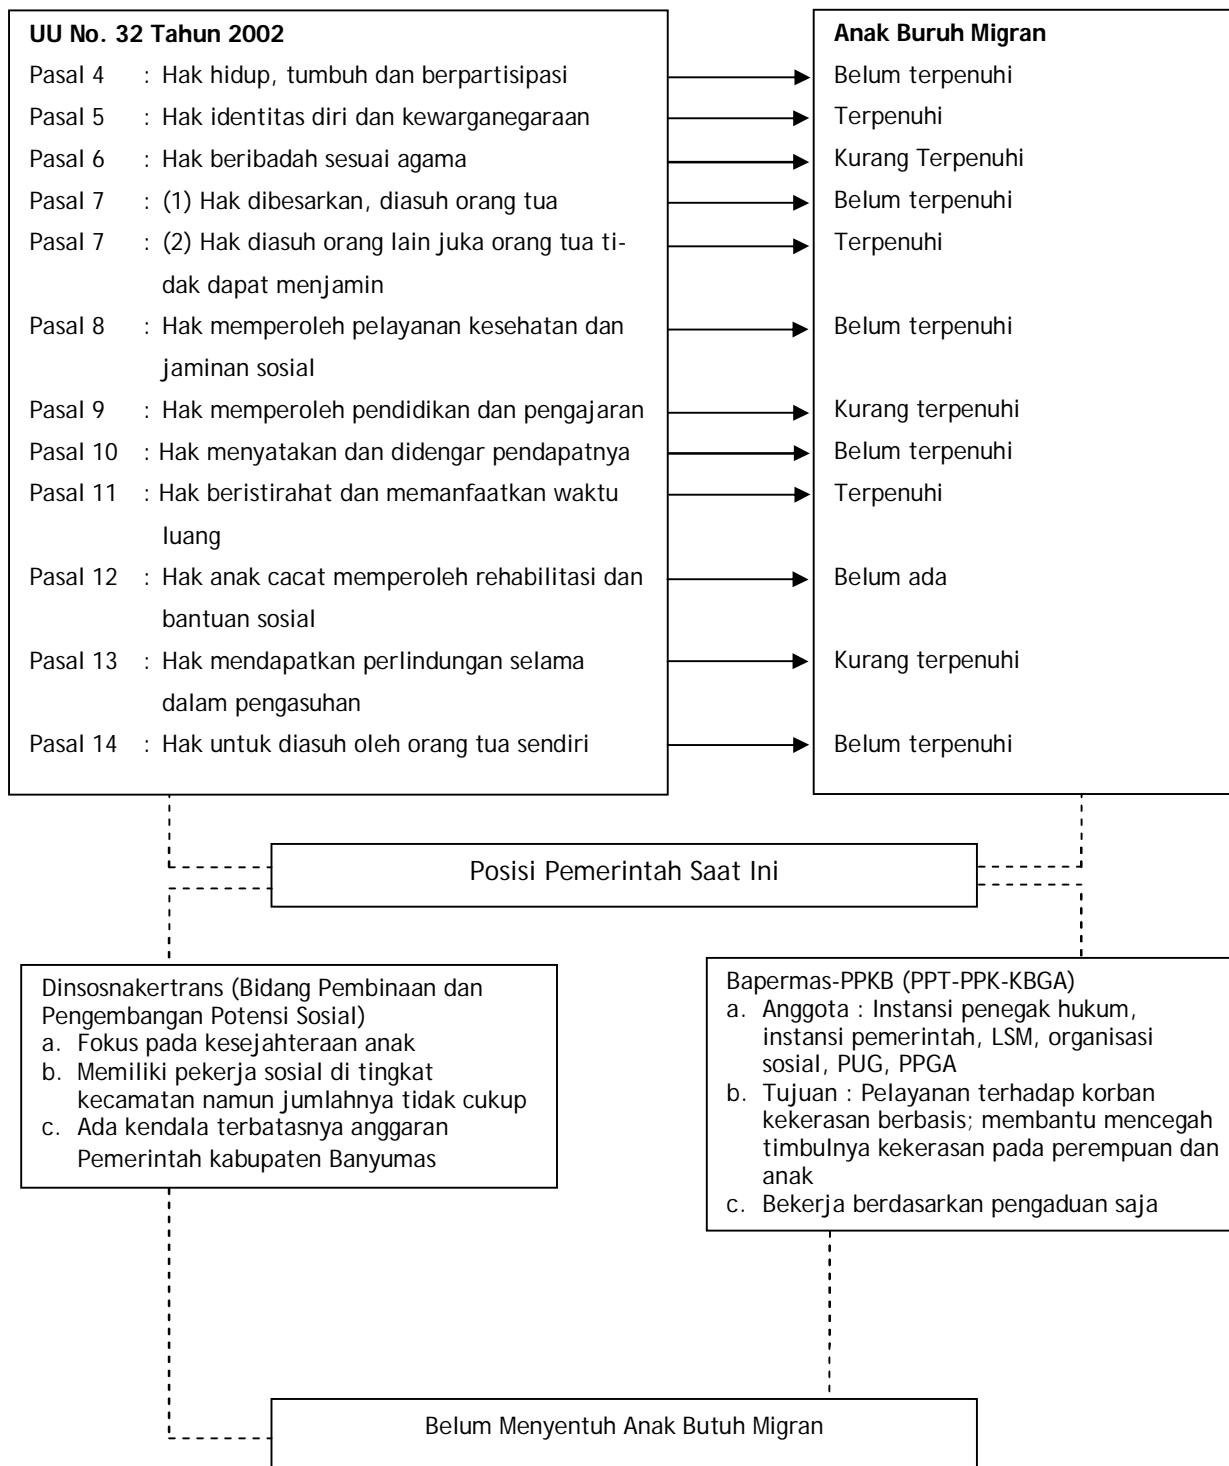 UU No. 32 Tahun 2002
Pasal 4 : Hak hidup, tumbuh dan berpartisipasi
Pasal 5 : Hak identitas diri dan kewarganegaraan
Pasal 6 : Hak beribadah sesuai agama
Pasal 7 : (1) Hak dibesarkan, diasuh orang tua
Pasal 7 : (2) Hak diasuh orang lain juka orang tua ti-
dak dapat menjamin
Pasal 8 : Hak memperoleh pelayanan kesehatan dan
jaminan sosial
Pasal 9 : Hak memperoleh pendidikan dan pengajaran
Pasal 10 : Hak menyatakan dan didengar pendapatnya
Pasal 11 : Hak beristirahat dan memanfaatkan waktu
luang
Pasal 12 : Hak anak cacat memperoleh rehabilitasi dan
bantuan sosial
Pasal 13 : Hak mendapatkan perlindungan selama
dalam pengasuhan
Pasal 14 : Hak untuk diasuh oleh orang tua sendiri
Anak Buruh Migran
Belum terpenuhi
Terpenuhi
Kurang Terpenuhi
Belum terpenuhi
Terpenuhi
Belum terpenuhi
Kurang terpenuhi
Belum terpenuhi
Terpenuhi
Belum ada
Kurang terpenuhi
Belum terpenuhi
Posisi Pemerintah Saat Ini
Dinsosnakertrans (Bidang Pembinaan dan
Pengembangan Potensi Sosial)
a. Fokus pada kesejahteraan anak
b. Memiliki pekerja sosial di tingkat
kecamatan namun jumlahnya tidak cukup
c. Ada kendala terbatasnya anggaran
Pemerintah kabupaten Banyumas
Bapermas-PPKB (PPT-PPK-KBGA)
a. Anggota : Instansi penegak hukum,
instansi pemerintah, LSM, organisasi
sosial, PUG, PPGA
b. Tujuan : Pelayanan terhadap korban
kekerasan berbasis; membantu mencegah
timbulnya kekerasan pada perempuan dan
anak
c. Bekerja berdasarkan pengaduan saja
Belum Menyentuh Anak Butuh Migran